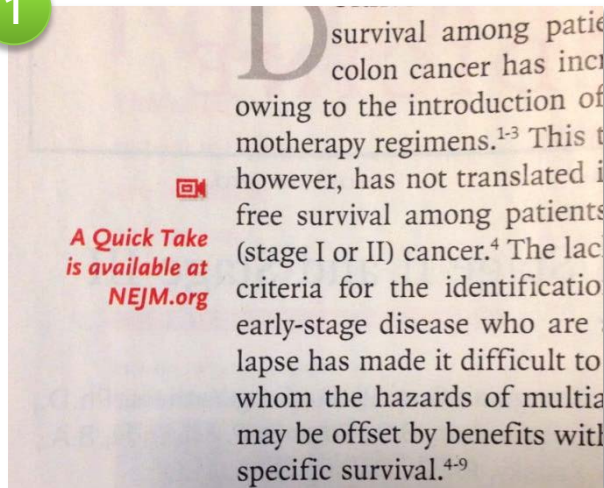 1
D
survival among patie
colon cancer has incr
owing to the introduction of
motherapy regimens.1-3 This t
however, has not translated i
free survival among patients
(stage I or II) cancer.4 The lac
criteria for the identificatio
early-stage disease who are
lapse has made it difficult to
whom the hazards of multia
may be offset by benefits with
specific survival.4-9
A Quick Take
is available at
NEJM.org